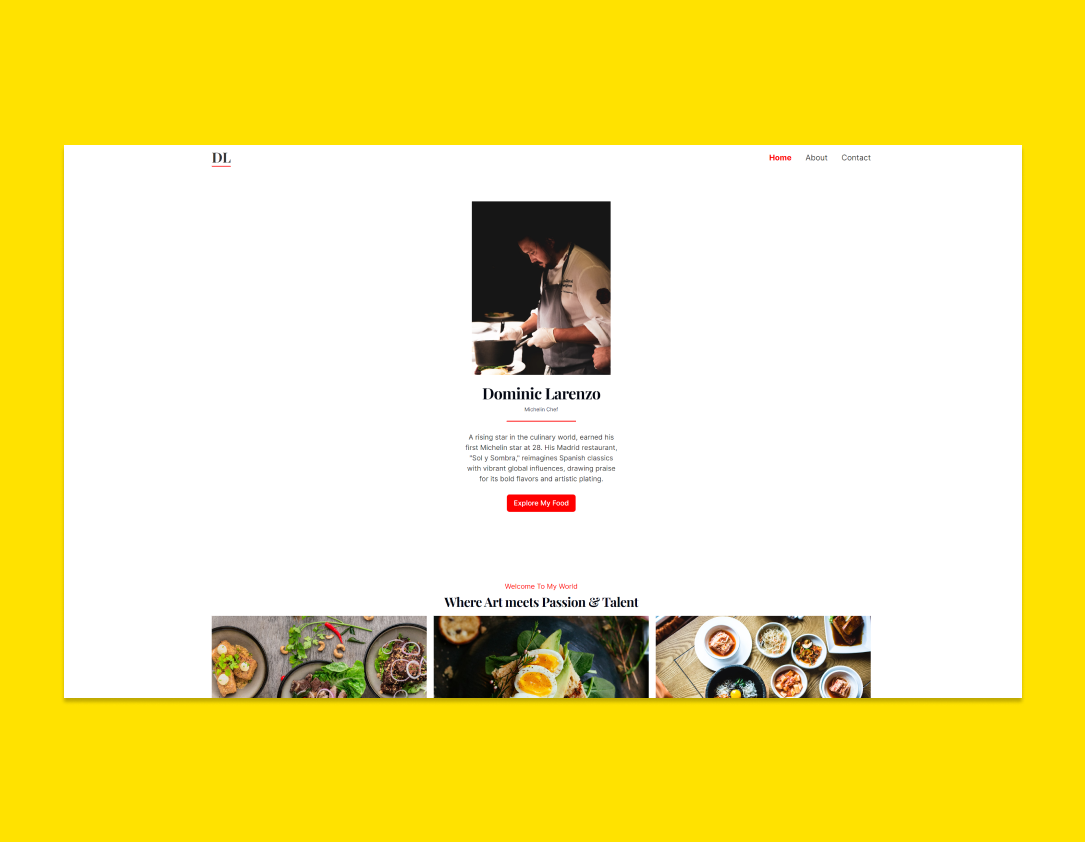 DL
Home About Contact
Dominic Larenzo
Michelin Chef
A rising star in the culinary world, earned his
first Michelin star at 28. His Madrid restaurant,
"Sol y Sombra," reimagines Spanish classics
with vibrant global influences, drawing praise
for its bold flavors and artistic plating.
Explore My Food
Welcome To My World
Where Art meets Passion & Talent